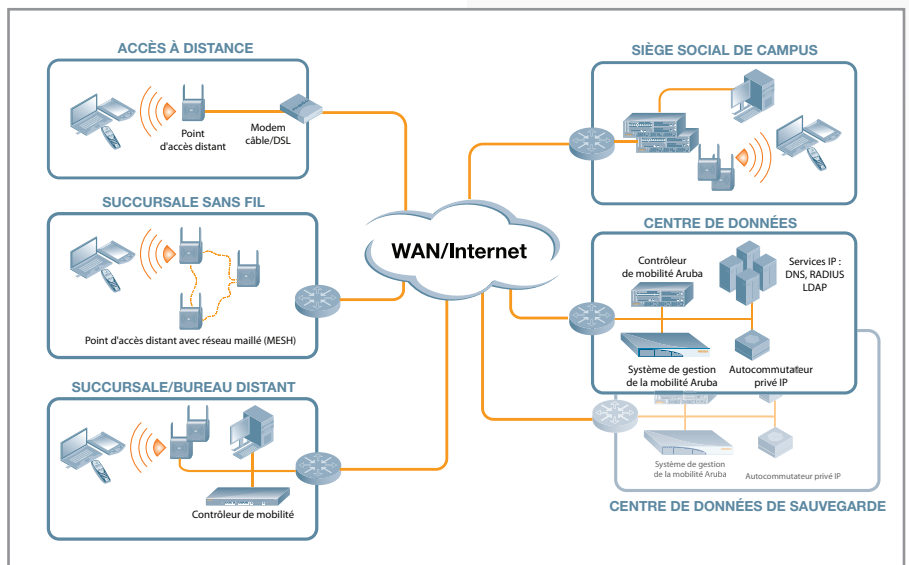 ACCÈS À DISTANCE
Point
d'accès distant
Modem
câble/DSL
SUCCURSALE SANS FIL
Point d'accès distant avec réseau maillé (MESH)
SUCCURSALE/BUREAU DISTANT
Contrôleur de mobilité
WAN/Internet
SIÈGE SOCIAL DE CAMPUS
CENTRE DE DONNÉES
Contrôleur
de mobilité Aruba
Services IP :
DNS, RADIUS
LDAP
Système de gestion
de la mobilité Aruba
Autocommutateur
privé IP
Système de gestion
de la mobilité Aruba
Autocommutateur privé IP
CENTRE DE DONNÉES DE SAUVEGARDE